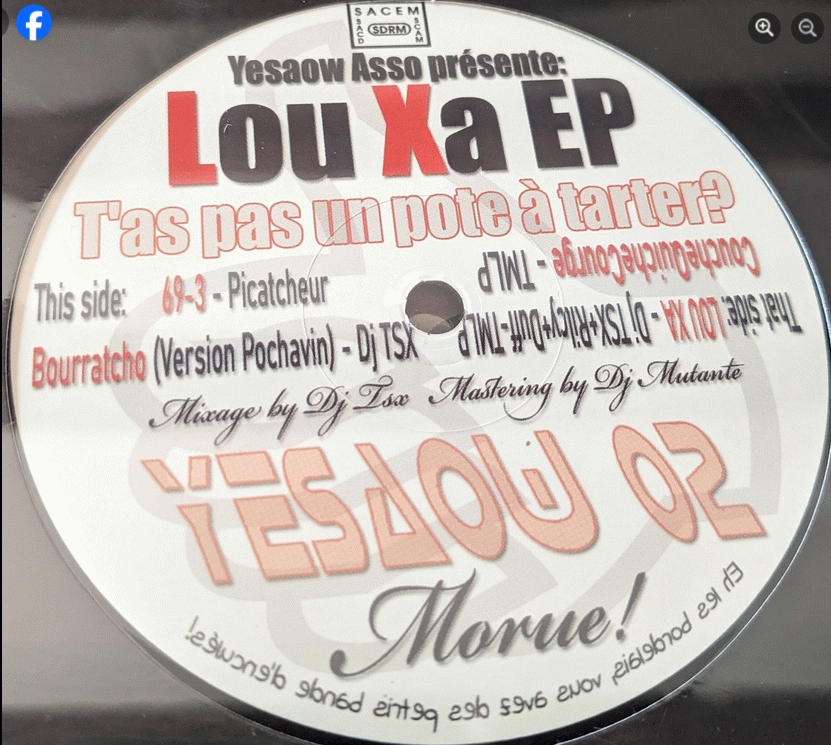 SACEM
SACD SDRM SCAM
Yesaow Asso présente:
Lou Xa EP
T'as pas un pote à tarter?
This side: 69-3 - Picatcheur
Bourratcho (Version Pochavin) - Dj TSX
That side: LOU XA - Dj TSX+Ritchy+Duff-TMLP
CoucheQuicheCourge - TMLP
Mixage by Dj Tsx Mastering by Dj Mutante
YESAOW 02
Morue!
Eh les bordelais, vous avez des petits bande d'enculés!